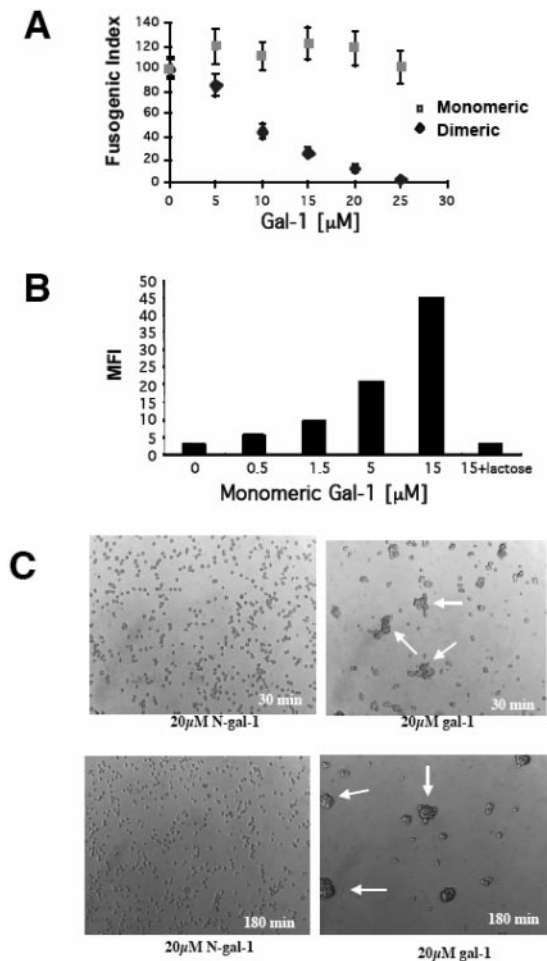 A
Fusogenic Index
140
120
100
80
60
40
20
0
0 5 10 15 20 25 30
Gal-1 [µM]
Monomeric
Dimeric
B
MFI
50
45
40
35
30
25
20
15
10
5
0
0 0.5 1.5 5 15 15+lactose
Monomeric Gal-1 [µM]
C
30 min
20µM N-gal-1
30 min
20µM gal-1
180 min
20µM N-gal-1
180 min
20µM gal-1